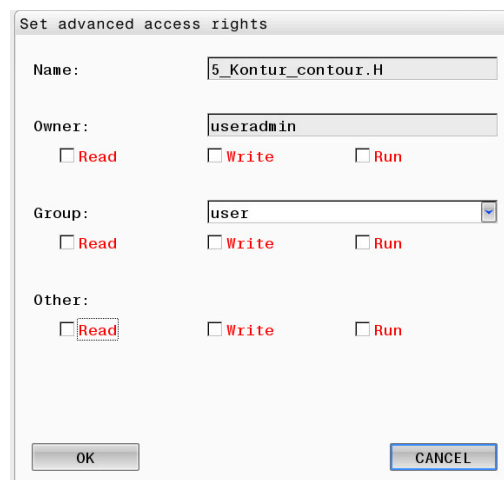 Set advanced access rights
Name: 5_Kontur_contour.H
Owner: useradmin
Read Write Run
Group: user
Read Write Run
Other:
Read Write Run
OK CANCEL